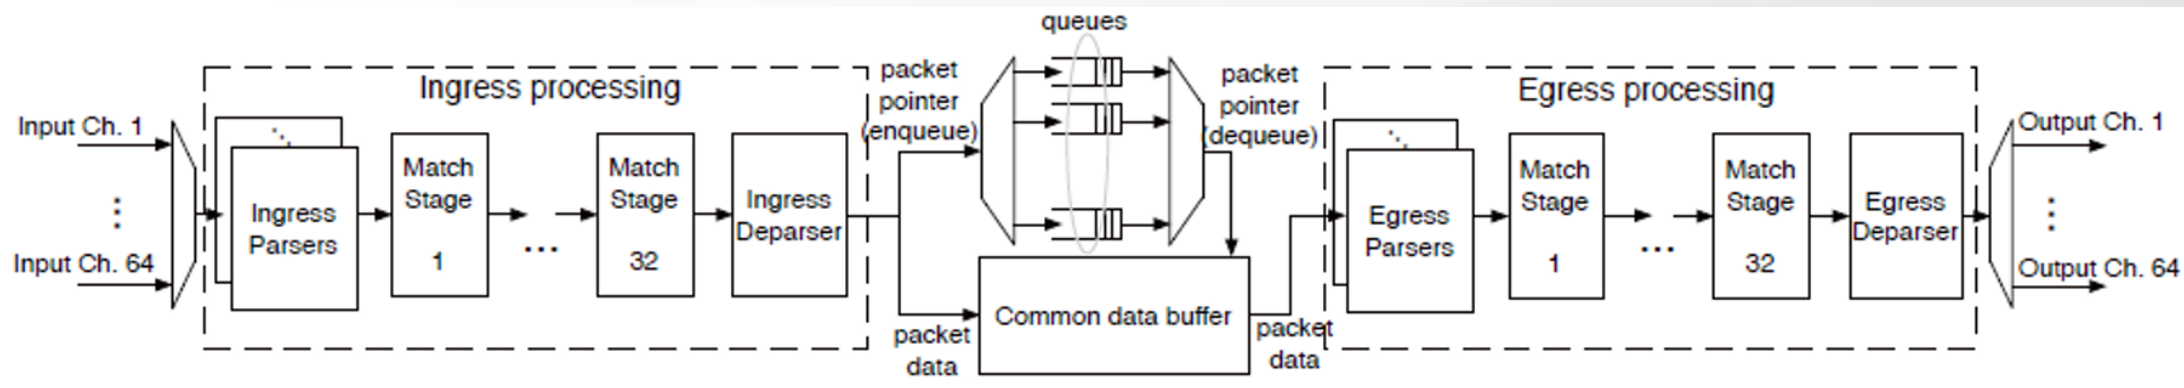 queues
Ingress processing
packet
pointer
(enqueue)
packet
pointer
(dequeue)
Egress processing
Input Ch. 1
⋮
Input Ch. 64
Ingress
Parsers
Match
Stage
1
...
Match
Stage
32
Ingress
Deparser
packet
data
Common data buffer
packet
data
Egress
Parsers
Match
Stage
1
...
Match
Stage
32
Egress
Deparser
Output Ch. 1
⋮
Output Ch. 64